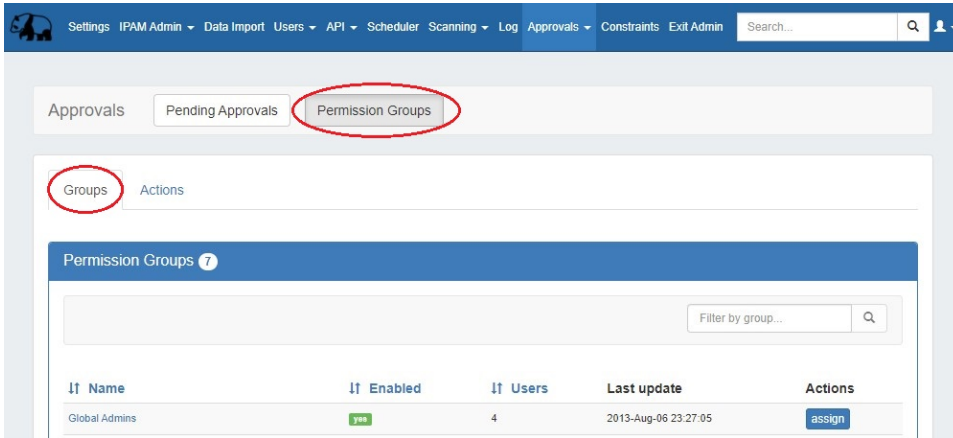 Settings IPAM Admin Data Import Users API Scheduler Scanning Log Approvals Constraints Exit Admin Search...
Approvals Pending Approvals Permission Groups
Groups Actions
Permission Groups 7
Filter by group...
Name Enabled Users Last update Actions
Global Admins yes 4 2013-Aug-06 23:27:05 assign